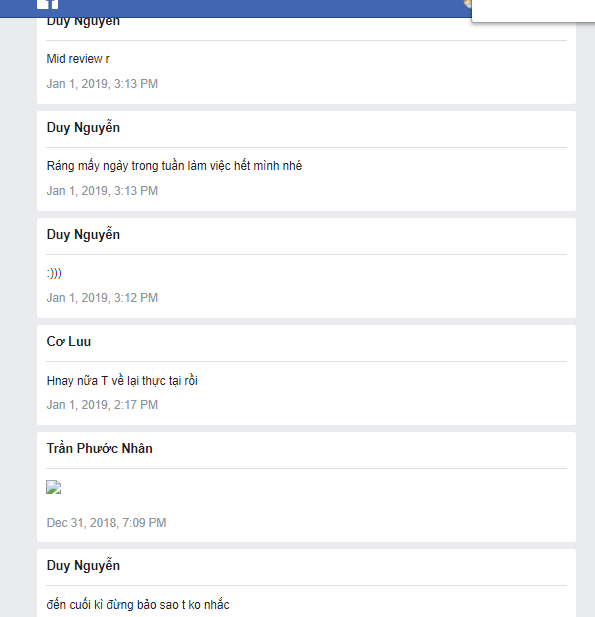 Duy Nguyễn
Mid review r
Jan 1, 2019, 3:13 PM
Duy Nguyễn
Ráng mấy ngày trong tuần làm việc hết mình nhé
Jan 1, 2019, 3:13 PM
Duy Nguyễn
:)))
Jan 1, 2019, 3:12 PM
Cơ Luu
Hnay nữa T về lại thực tại rồi
Jan 1, 2019, 2:17 PM
Trần Phước Nhân
Dec 31, 2018, 7:09 PM
Duy Nguyễn
đến cuối kì đừng bảo sao t ko nhắc